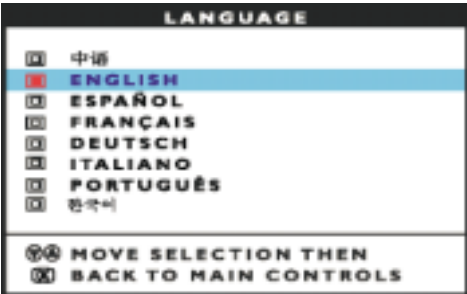 LANGUAGE
中语
ENGLISH
ESPAÑOL
FRANÇAIS
DEUTSCH
ITALIANO
PORTUGUÊS
한국어
MOVE SELECTION THEN
BACK TO MAIN CONTROLS